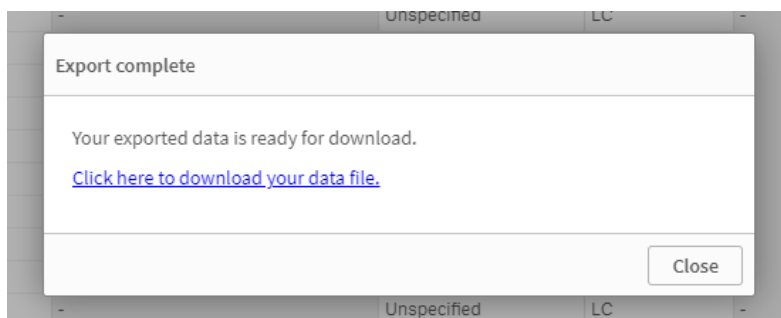 - Unspecified LC -
Export complete
Your exported data is ready for download.
Click here to download your data file.
Close
- Unspecified LC -